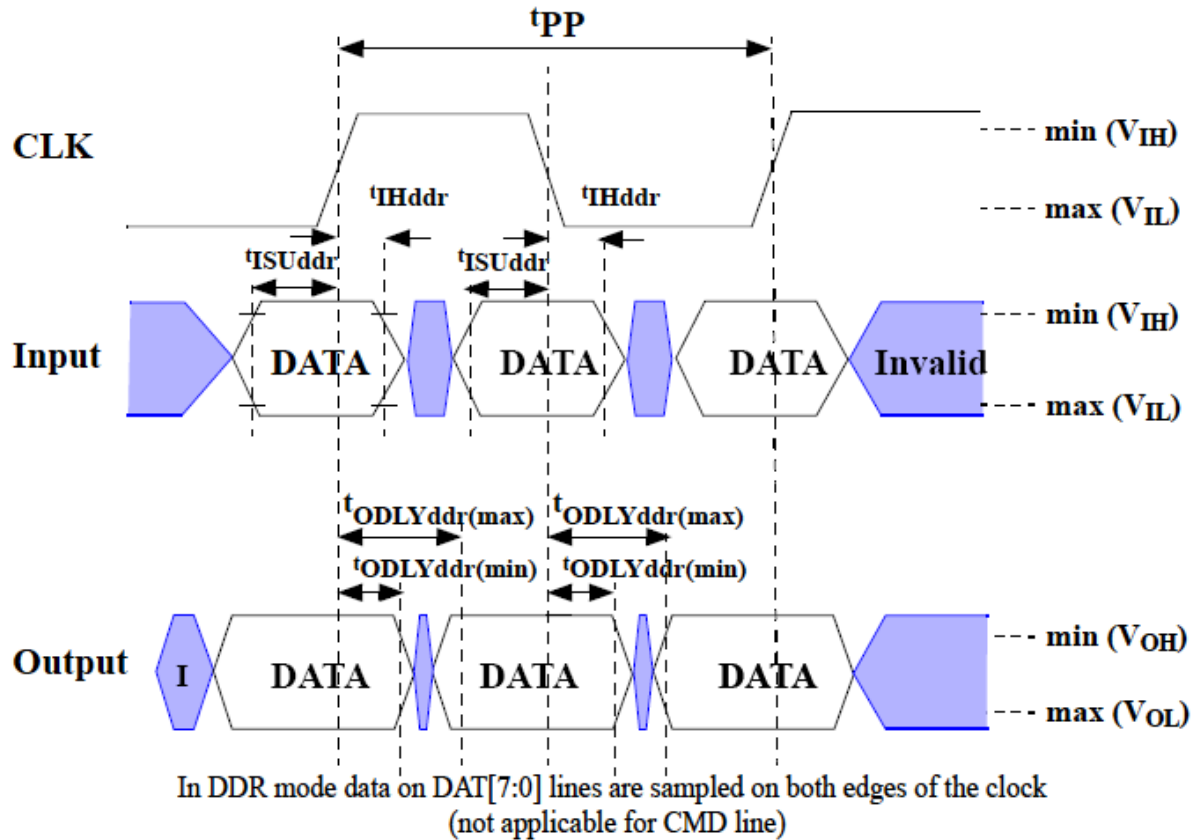 tPP
CLK
min (VIH)
max (VIL)
tIHddr
tIHddr
tISUddr
tISUddr
Input
DATA
DATA
DATA
Invalid
min (VIH)
max (VIL)
tODLYddr(max)
tODLYddr(max)
tODLYddr(min)
tODLYddr(min)
Output
I
DATA
DATA
DATA
min (VOH)
max (VOL)
In DDR mode data on DAT[7:0] lines are sampled on both edges of the clock
(not applicable for CMD line)